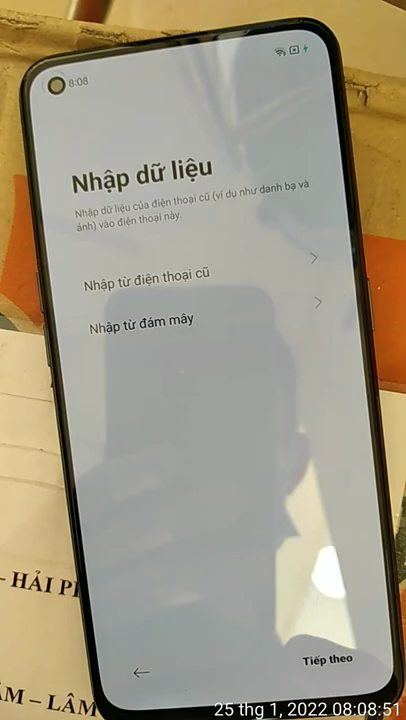 8:08
Nhập dữ liệu
Nhập dữ liệu của điện thoại cũ (ví dụ như danh bạ và
ảnh) vào điện thoại này.
Nhập từ điện thoại cũ
Nhập từ đám mây
– HẢI
Tiếp theo
– LÂM
25 thg 1, 2022 08:08:51